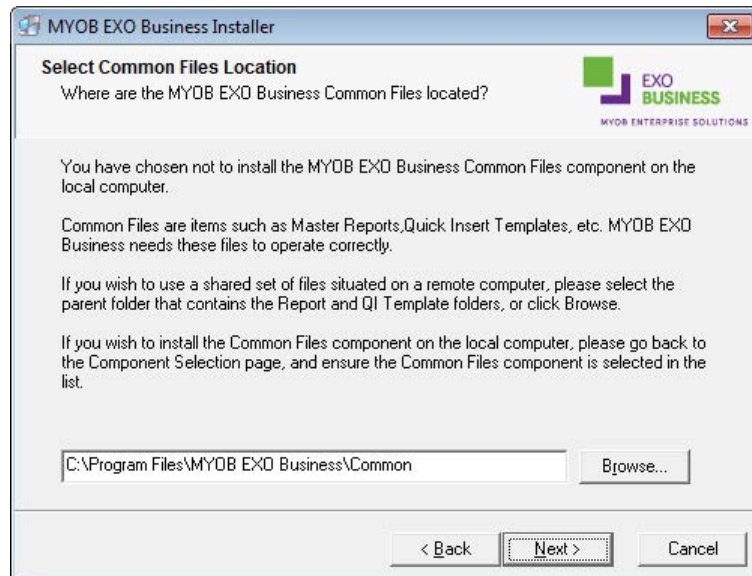 MYOB EXO Business Installer
Select Common Files Location
Where are the MYOB EXO Business Common Files located?
EXO
BUSINESS
MYOB ENTERPRISE SOLUTIONS
You have chosen not to install the MYOB EXO Business Common Files component on the
local computer.
Common Files are items such as Master Reports,Quick Insert Templates, etc. MYOB EXO
Business needs these files to operate correctly.
If you wish to use a shared set of files situated on a remote computer, please select the
parent folder that contains the Report and QI Template folders, or click Browse.
If you wish to install the Common Files component on the local computer, please go back to
the Component Selection page, and ensure the Common Files component is selected in the
list.
C:\Program Files\MYOB EXO Business\Common
Browse...
< Back
Next >
Cancel